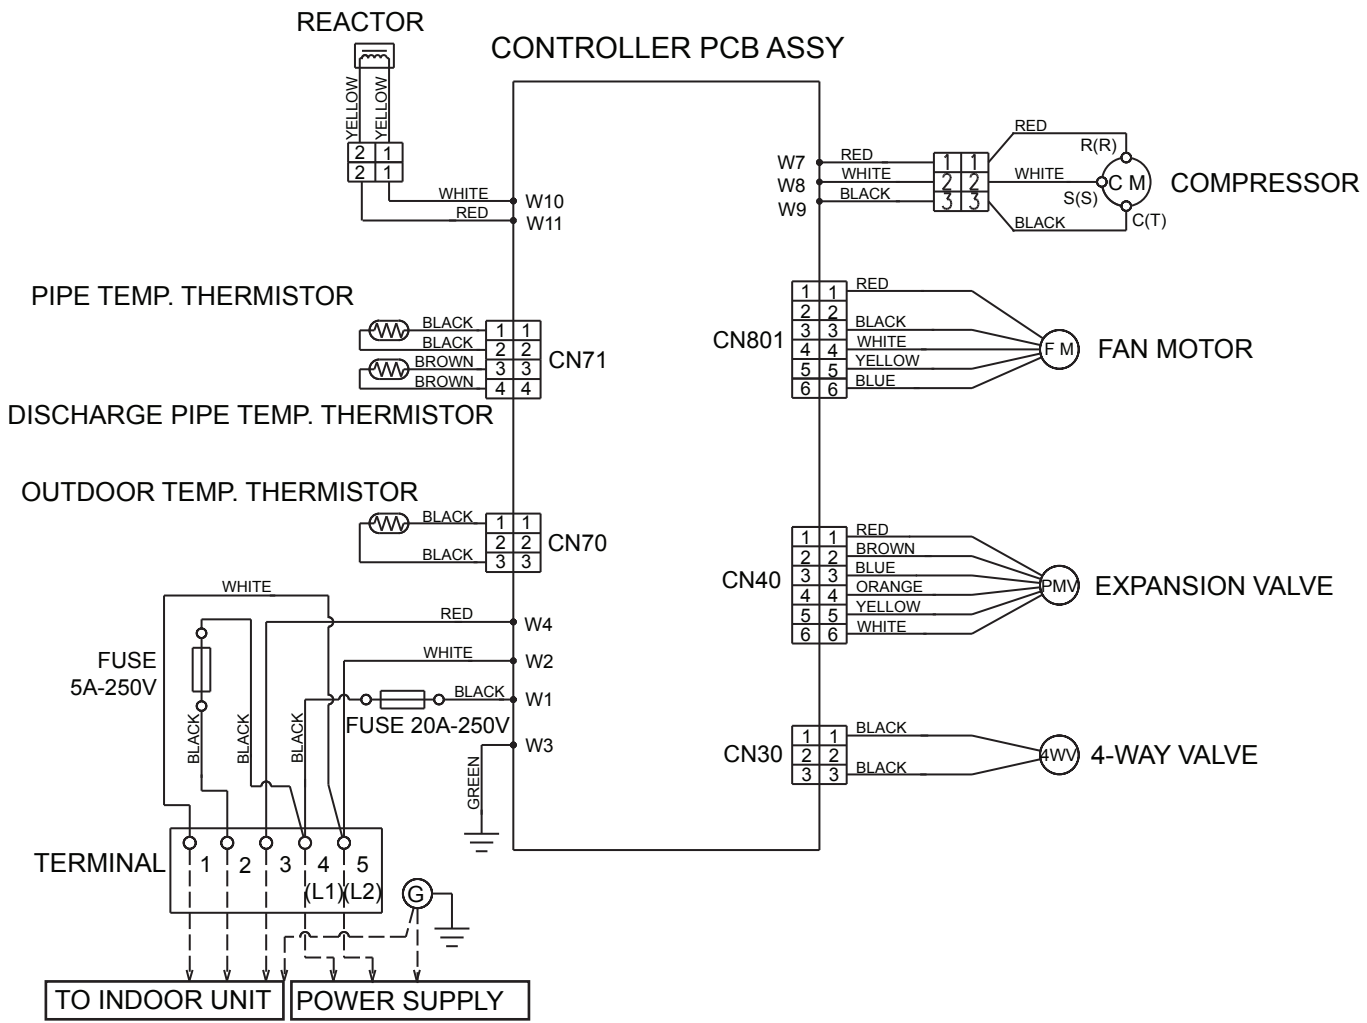 REACTOR
CONTROLLER PCB ASSY
YELLOW
YELLOW
2 1
2 1
WHITE
RED
W10
W11
W7
W8
W9
RED
WHITE
BLACK
1 1
2 2
3 3
RED
WHITE
BLACK
R(R)
S(S)
C(T)
C M
COMPRESSOR
PIPE TEMP. THERMISTOR
BLACK
BLACK
BROWN
BROWN
1 1
2 2
3 3
4 4
CN71
DISCHARGE PIPE TEMP. THERMISTOR
CN801
1 1
2 2
3 3
4 4
5 5
6 6
RED
BLACK
WHITE
YELLOW
BLUE
F M
FAN MOTOR
OUTDOOR TEMP. THERMISTOR
BLACK
BLACK
1 1
2 2
3 3
CN70
CN40
1 1
2 2
3 3
4 4
5 5
6 6
RED
BROWN
BLUE
ORANGE
YELLOW
WHITE
PMV
EXPANSION VALVE
WHITE
RED
W4
WHITE
W2
BLACK
W1
W3
FUSE
5A-250V
FUSE 20A-250V
BLACK
BLACK
BLACK
GREEN
CN30
1 1
2 2
3 3
BLACK
BLACK
4WV
4-WAY VALVE
TERMINAL
1 2 3 4 5
(L1) (L2)
G
TO INDOOR UNIT
POWER SUPPLY